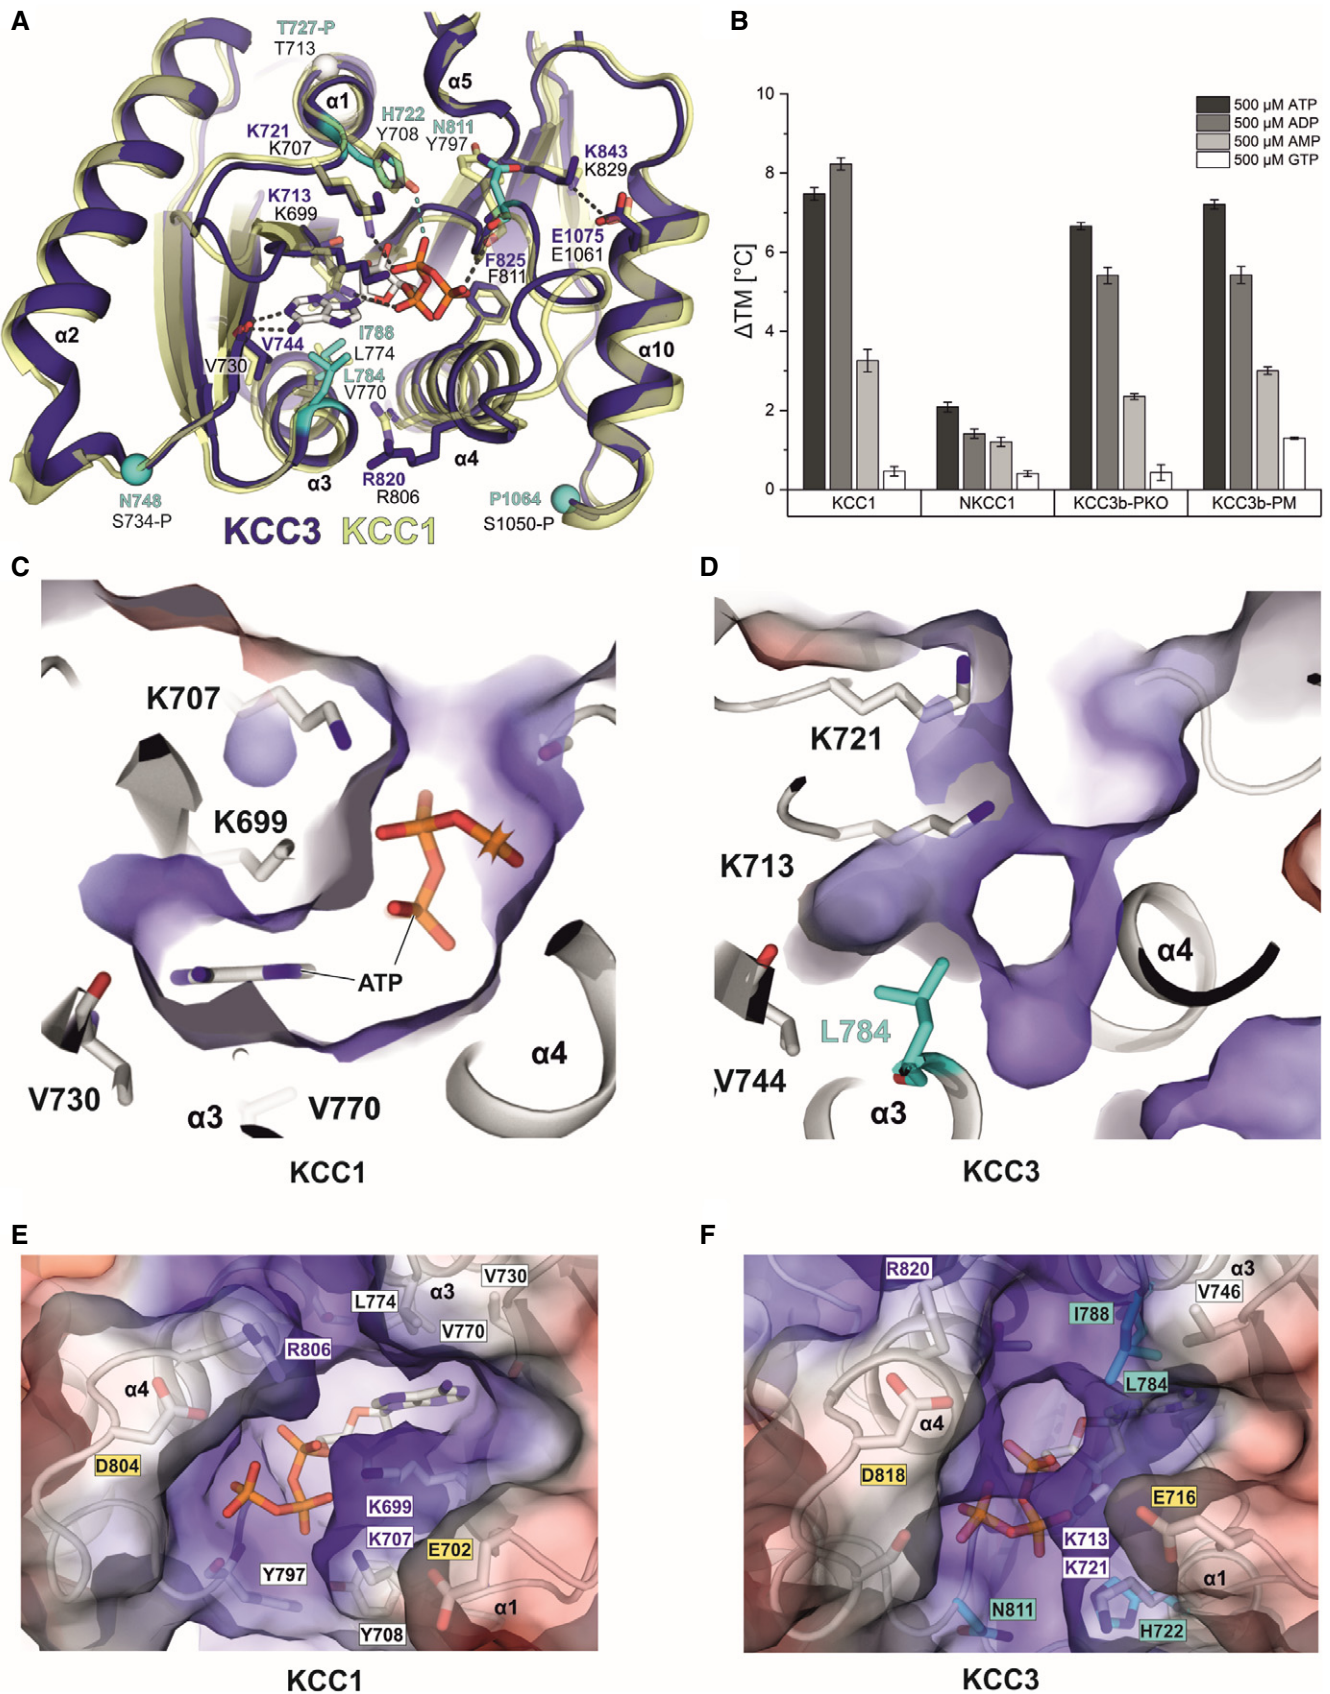 A
T727-P
T713
α1
α5
H722
Y708
N811
Y797
K721
K707
K843
K829
K713
K699
E1075
E1061
F825
F811
α2
V744
V730
I788
L774
L784
V770
α10
α3
α4
R820
R806
N748
S734-P
P1064
S1050-P
KCC3 KCC1
B
10
8
6
4
2
0
ΔTM [°C]
500 µM ATP
500 µM ADP
500 µM AMP
500 µM GTP
KCC1 NKCC1 KCC3b-PKO KCC3b-PM
C
K707
K699
ATP
V730
α3
V770
α4
KCC1
D
K721
K713
L784
V744
α3
α4
KCC3
E
V730
α3
L774
V770
R806
α4
D804
K699
K707
E702
Y797
α1
Y708
KCC1
F
R820
α3
V746
I788
L784
α4
D818
E716
K713
K721
α1
N811
H722
KCC3